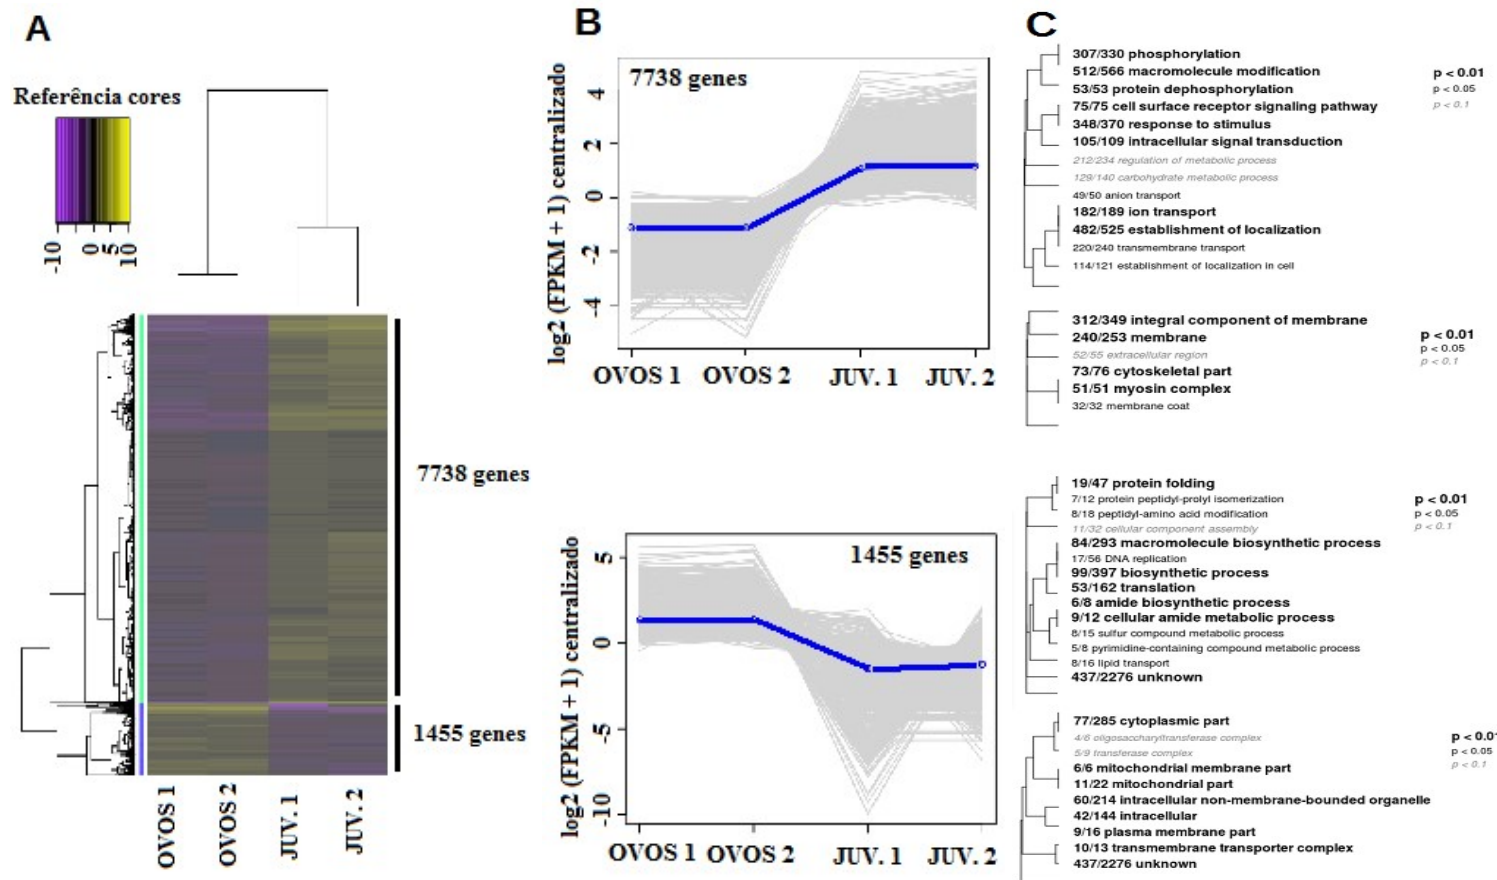 A
Referência cores
-10
0
5
10
7738 genes
1455 genes
OVOS 1
OVOS 2
JUV. 1
JUV. 2
B
log2 (FPKM + 1) centralizado
7738 genes
4
2
0
-2
-4
OVOS 1
OVOS 2
JUV. 1
JUV. 2
log2 (FPKM + 1) centralizado
1455 genes
5
0
-5
-10
OVOS 1
OVOS 2
JUV. 1
JUV. 2
C
307/330 phosphorylation
512/566 macromolecule modification
53/53 protein dephosphorylation
75/75 cell surface receptor signaling pathway
348/370 response to stimulus
105/109 intracellular signal transduction
212/234 regulation of metabolic process
129/140 carbohydrate metabolic process
49/50 anion transport
182/189 ion transport
482/525 establishment of localization
220/240 transmembrane transport
114/121 establishment of localization in cell
p < 0.01
p < 0.05
p < 0.1
312/349 integral component of membrane
240/253 membrane
52/55 extracellular region
73/76 cytoskeletal part
51/51 myosin complex
32/32 membrane coat
p < 0.01
p < 0.05
p < 0.1
19/47 protein folding
7/12 protein peptidyl-prolyl isomerization
8/18 peptidyl-amino acid modification
11/32 cellular component assembly
84/293 macromolecule biosynthetic process
17/56 DNA replication
99/397 biosynthetic process
53/162 translation
6/8 amide biosynthetic process
9/12 cellular amide metabolic process
8/15 sulfur compound metabolic process
5/8 pyrimidine-containing compound metabolic process
8/16 lipid transport
437/2276 unknown
p < 0.01
p < 0.05
p < 0.1
77/285 cytoplasmic part
4/6 oligosaccharyltransferase complex
5/9 transferase complex
6/6 mitochondrial membrane part
11/22 mitochondrial part
60/214 intracellular non-membrane-bounded organelle
42/144 intracellular
9/16 plasma membrane part
10/13 transmembrane transporter complex
437/2276 unknown
p < 0.01
p < 0.05
p < 0.1